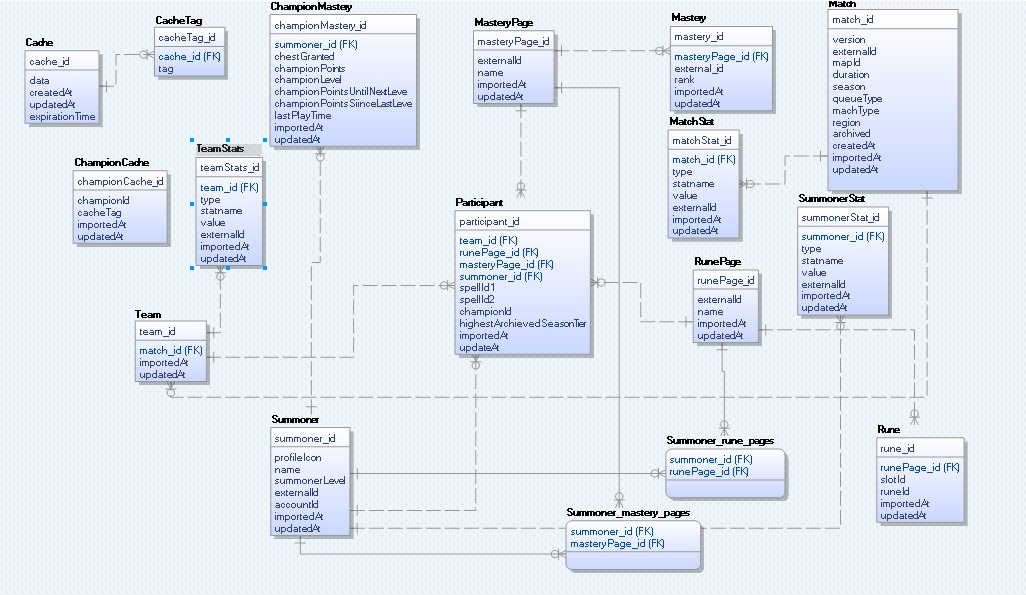 Cache
cache_id
data
createdAt
updatedAt
expirationTime
CacheTag
cacheTag_id
cache_id (FK)
tag
ChampionMastery
championMastery_id
summoner_id (FK)
chestGranted
championPoints
championLevel
championPointsUntilNextLeve
championPointsSiinceLastLeve
lastPlayTime
importedAt
updatedAt
MasteryPage
masteryPage_id
externalId
name
importedAt
updatedAt
Mastey
mastery_id
masteryPage_id (FK)
external_id
rank
importedAt
updatedAt
Match
match_id
version
externalId
mapId
duration
season
queueType
machType
region
archived
createdAt
importedAt
updatedAt
MatchStat
matchStat_id
match_id (FK)
type
statname
value
externalId
importedAt
updatedAt
ChampionCache
championCache_id
championId
cacheTag
importedAt
updatedAt
TeamStats
teamStats_id
team_id (FK)
type
statname
value
externalId
importedAt
updatedAt
Participant
participant_id
team_id (FK)
runePage_id (FK)
masteryPage_id (FK)
summoner_id (FK)
spellId1
spellId2
championId
highestArchievedSeasonTier
importedAt
updateAt
SummonerStat
summonerStat_id
summoner_id (FK)
type
statname
value
externalId
importedAt
updatedAt
RunePage
runePage_id
externalId
name
importedAt
updatedAt
Team
team_id
match_id (FK)
importedAt
updatedAt
Summoner
summoner_id
profileIcon
name
summonerLevel
externalId
accountId
importedAt
updatedAt
Summoner_rune_pages
summoner_id (FK)
runePage_id (FK)
Rune
rune_id
runePage_id (FK)
slotId
runeId
importedAt
updatedAt
Summoner_mastery_pages
summoner_id (FK)
masteryPage_id (FK)